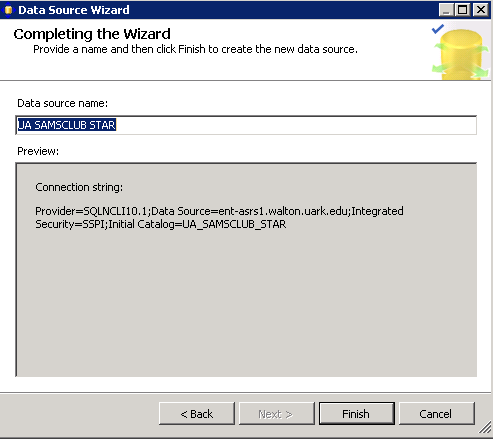 Data Source Wizard
Completing the Wizard
Provide a name and then click Finish to create the new data source.
Data source name:
UA SAMSCLUB STAR
Preview:
Connection string:
Provider=SQLNCLI10.1;Data Source=ent-asrs1.walton.uark.edu;Integrated
Security=SSPI;Initial Catalog=UA_SAMSCLUB_STAR
< Back
Next >
Finish
Cancel